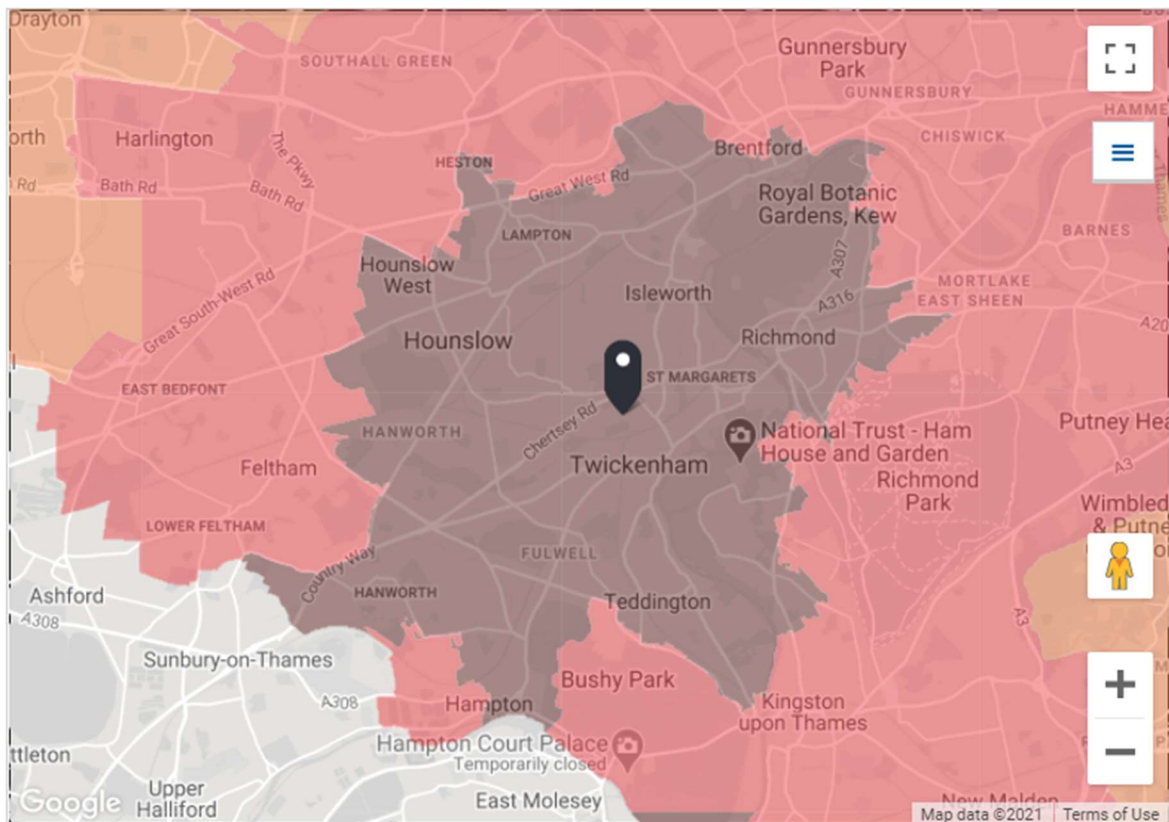 Drayton
SOUTHALL GREEN
Gunnersbury
Park
GUNNERSBURY
HAMME
orth
Harlington
The Pkwy
CHISWICK
HESTON
Brentford
Rd
Bath Rd
Bath Rd
Great West Rd
Royal Botanic
Gardens, Kew
LAMPTON
BARNES
A307
Hounslow
West
Great South-West Rd
Isleworth
MORTLAKE
EAST SHEEN
A316
A20
Hounslow
Richmond
EAST BEDFONT
ST MARGARETS
Chertsey Rd
HANWORTH
Putney Hea
National Trust - Ham
House and Garden
Feltham
Twickenham
A3
Richmond
Park
Wimbled
& Putne
LOWER FELTHAM
FULWELL
Country Way
Ashford
HANWORTH
Teddington
A308
A3
Sunbury-on-Thames
Bushy Park
A308
Hampton
Kingston
upon Thames
Hampton Court Palace
Temporarily closed
ttleton
Upper
Halliford
East Molesey
New Malden
Google
Map data ©2021
Terms of Use